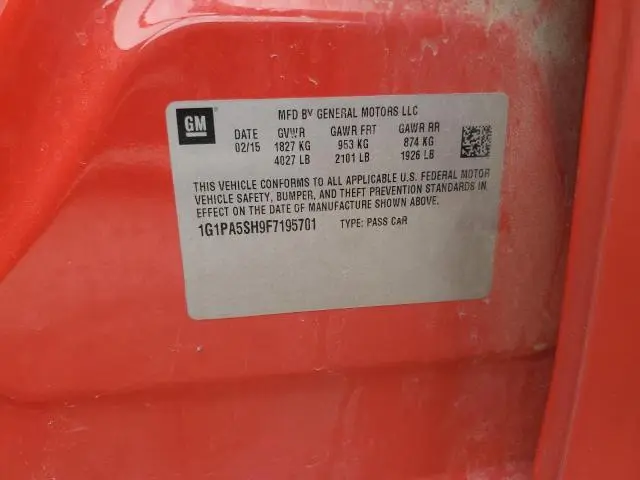 GM
MFD BY GENERAL MOTORS LLC
DATE GVWR GAWR FRT GAWR RR
02/15 1827 KG 953 KG 874 KG
4027 LB 2101 LB 1926 LB
THIS VEHICLE CONFORMS TO ALL APPLICABLE U.S. FEDERAL MOTOR
VEHICLE SAFETY, BUMPER, AND THEFT PREVENTION STANDARDS IN
EFFECT ON THE DATE OF MANUFACTURE SHOWN ABOVE.
1G1PA5SH9F7195701 TYPE: PASS CAR